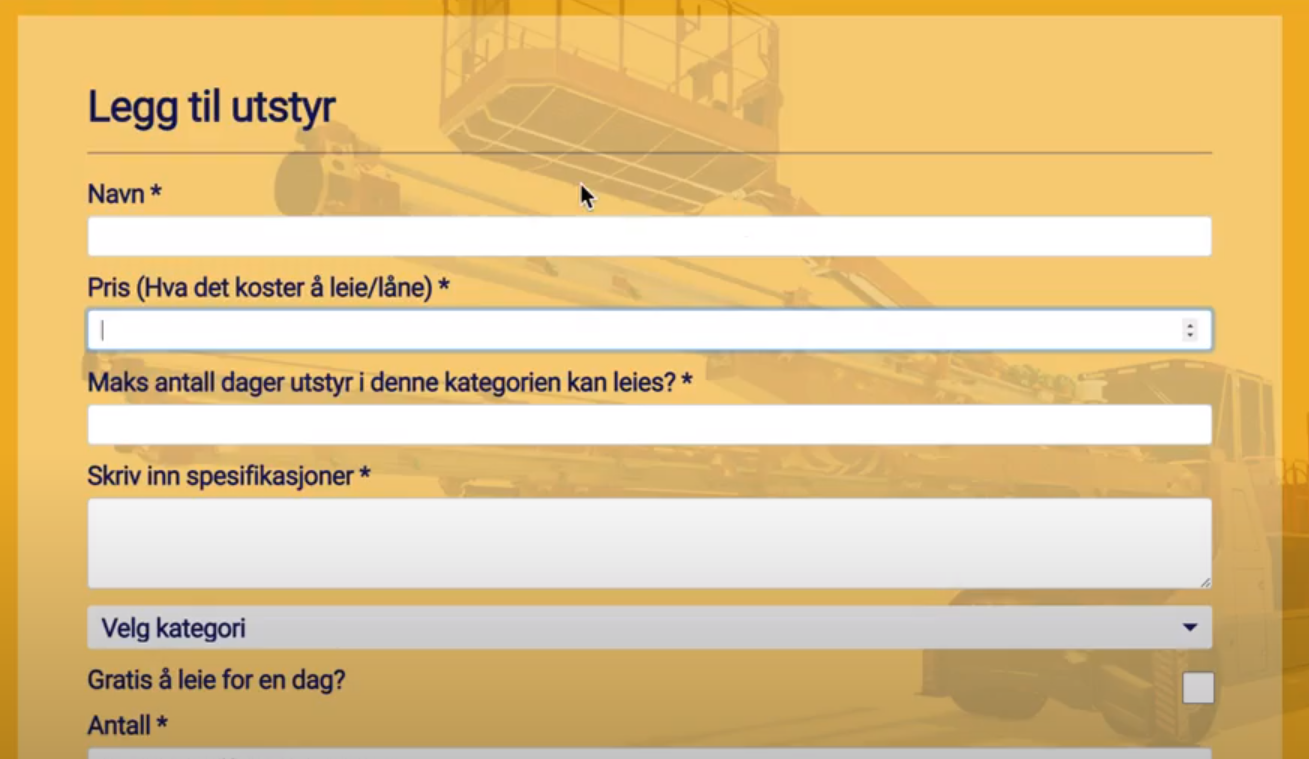 Legg til utstyr
Navn *
Pris (Hva det koster å leie/låne) *
Maks antall dager utstyr i denne kategorien kan leies? *
Skriv inn spesifikasjoner *
Velg kategori
Gratis å leie for en dag?
Antall *